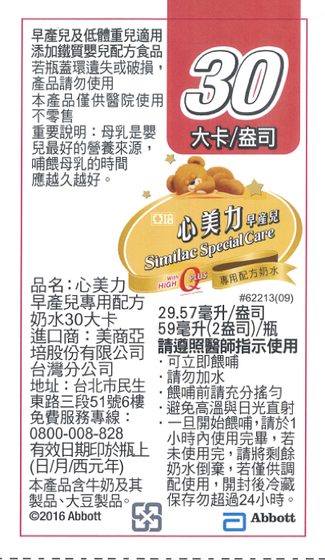 早產兒及低體重兒適用
添加鐵質嬰兒配方食品
若瓶蓋環遺失或破損，
產品請勿使用
本產品僅供醫院使用
不零售
重要說明：母乳是嬰
兒最好的營養來源，
哺餵母乳的時間
應越久越好。
30
大卡/盎司
心美力 早產兒
Similac Special Care
With
HIGH Q PLUS
專用配方奶水
#62213(09)
品名：心美力
早產兒專用配方
奶水30大卡
進口商：美商亞
培股份有限公司
台灣分公司
地址：台北市民生
東路三段51號6樓
免費服務專線：
0800-008-828
有效日期印於瓶上
(日/月/西元年)
本產品含牛奶及其
製品、大豆製品。
©2016 Abbott
29.57毫升/盎司
59毫升(2盎司)/瓶
請遵照醫師指示使用
·可立即餵哺
·請勿加水
·餵哺前請充分搖勻
·避免高溫與日光直射
·一旦開始餵哺，請於1
小時內使用完畢，若
未使用完，請將剩餘
奶水倒棄，若僅供調
配使用，開封後冷藏
保存勿超過24小時。
Abbott